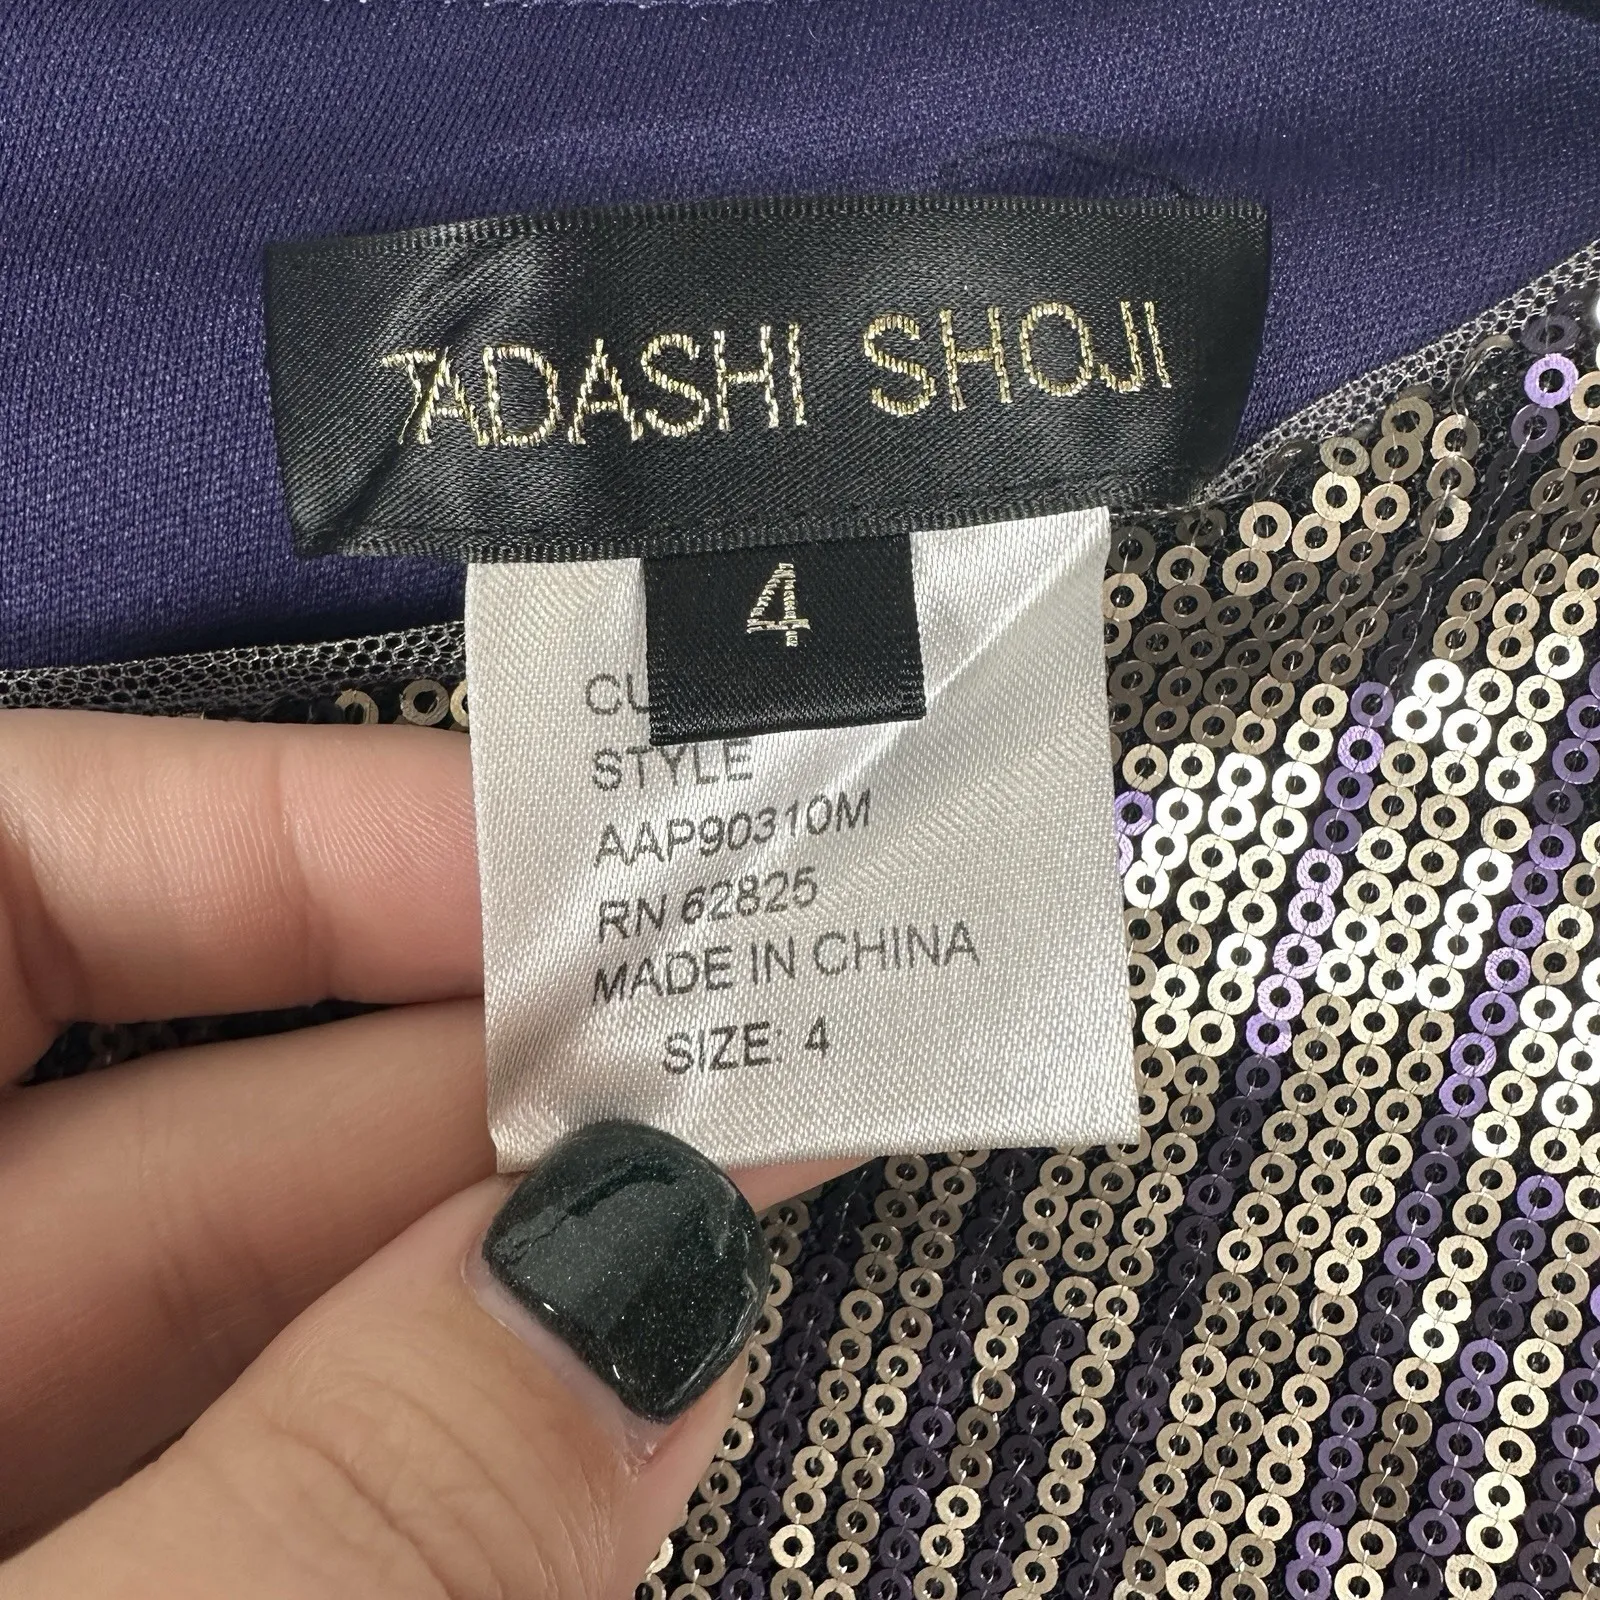 TADASHI SHOJI
4
STYLE
AAP90310M
RN 62825
MADE IN CHINA
SIZE: 4